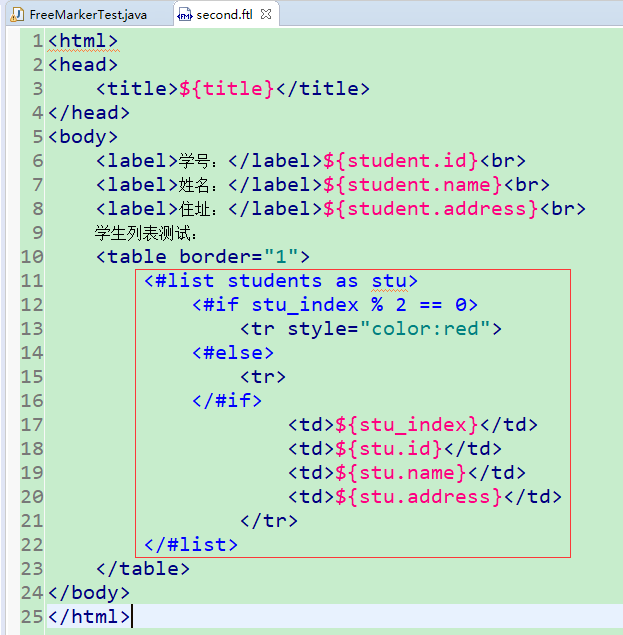 FreeMarkerTest.java second.ftl
1 <html>
2 <head>
3     <title>${title}</title>
4 </head>
5 <body>
6     <label>学号：</label>${student.id}<br>
7     <label>姓名：</label>${student.name}<br>
8     <label>住址：</label>${student.address}<br>
9     学生列表测试：
10     <table border="1">
11         <#list students as stu>
12             <#if stu_index % 2 == 0>
13                 <tr style="color:red">
14             <#else>
15                 <tr>
16             </#if>
17                     <td>${stu_index}</td>
18                     <td>${stu.id}</td>
19                     <td>${stu.name}</td>
20                     <td>${stu.address}</td>
21                 </tr>
22         </#list>
23     </table>
24 </body>
25 </html>